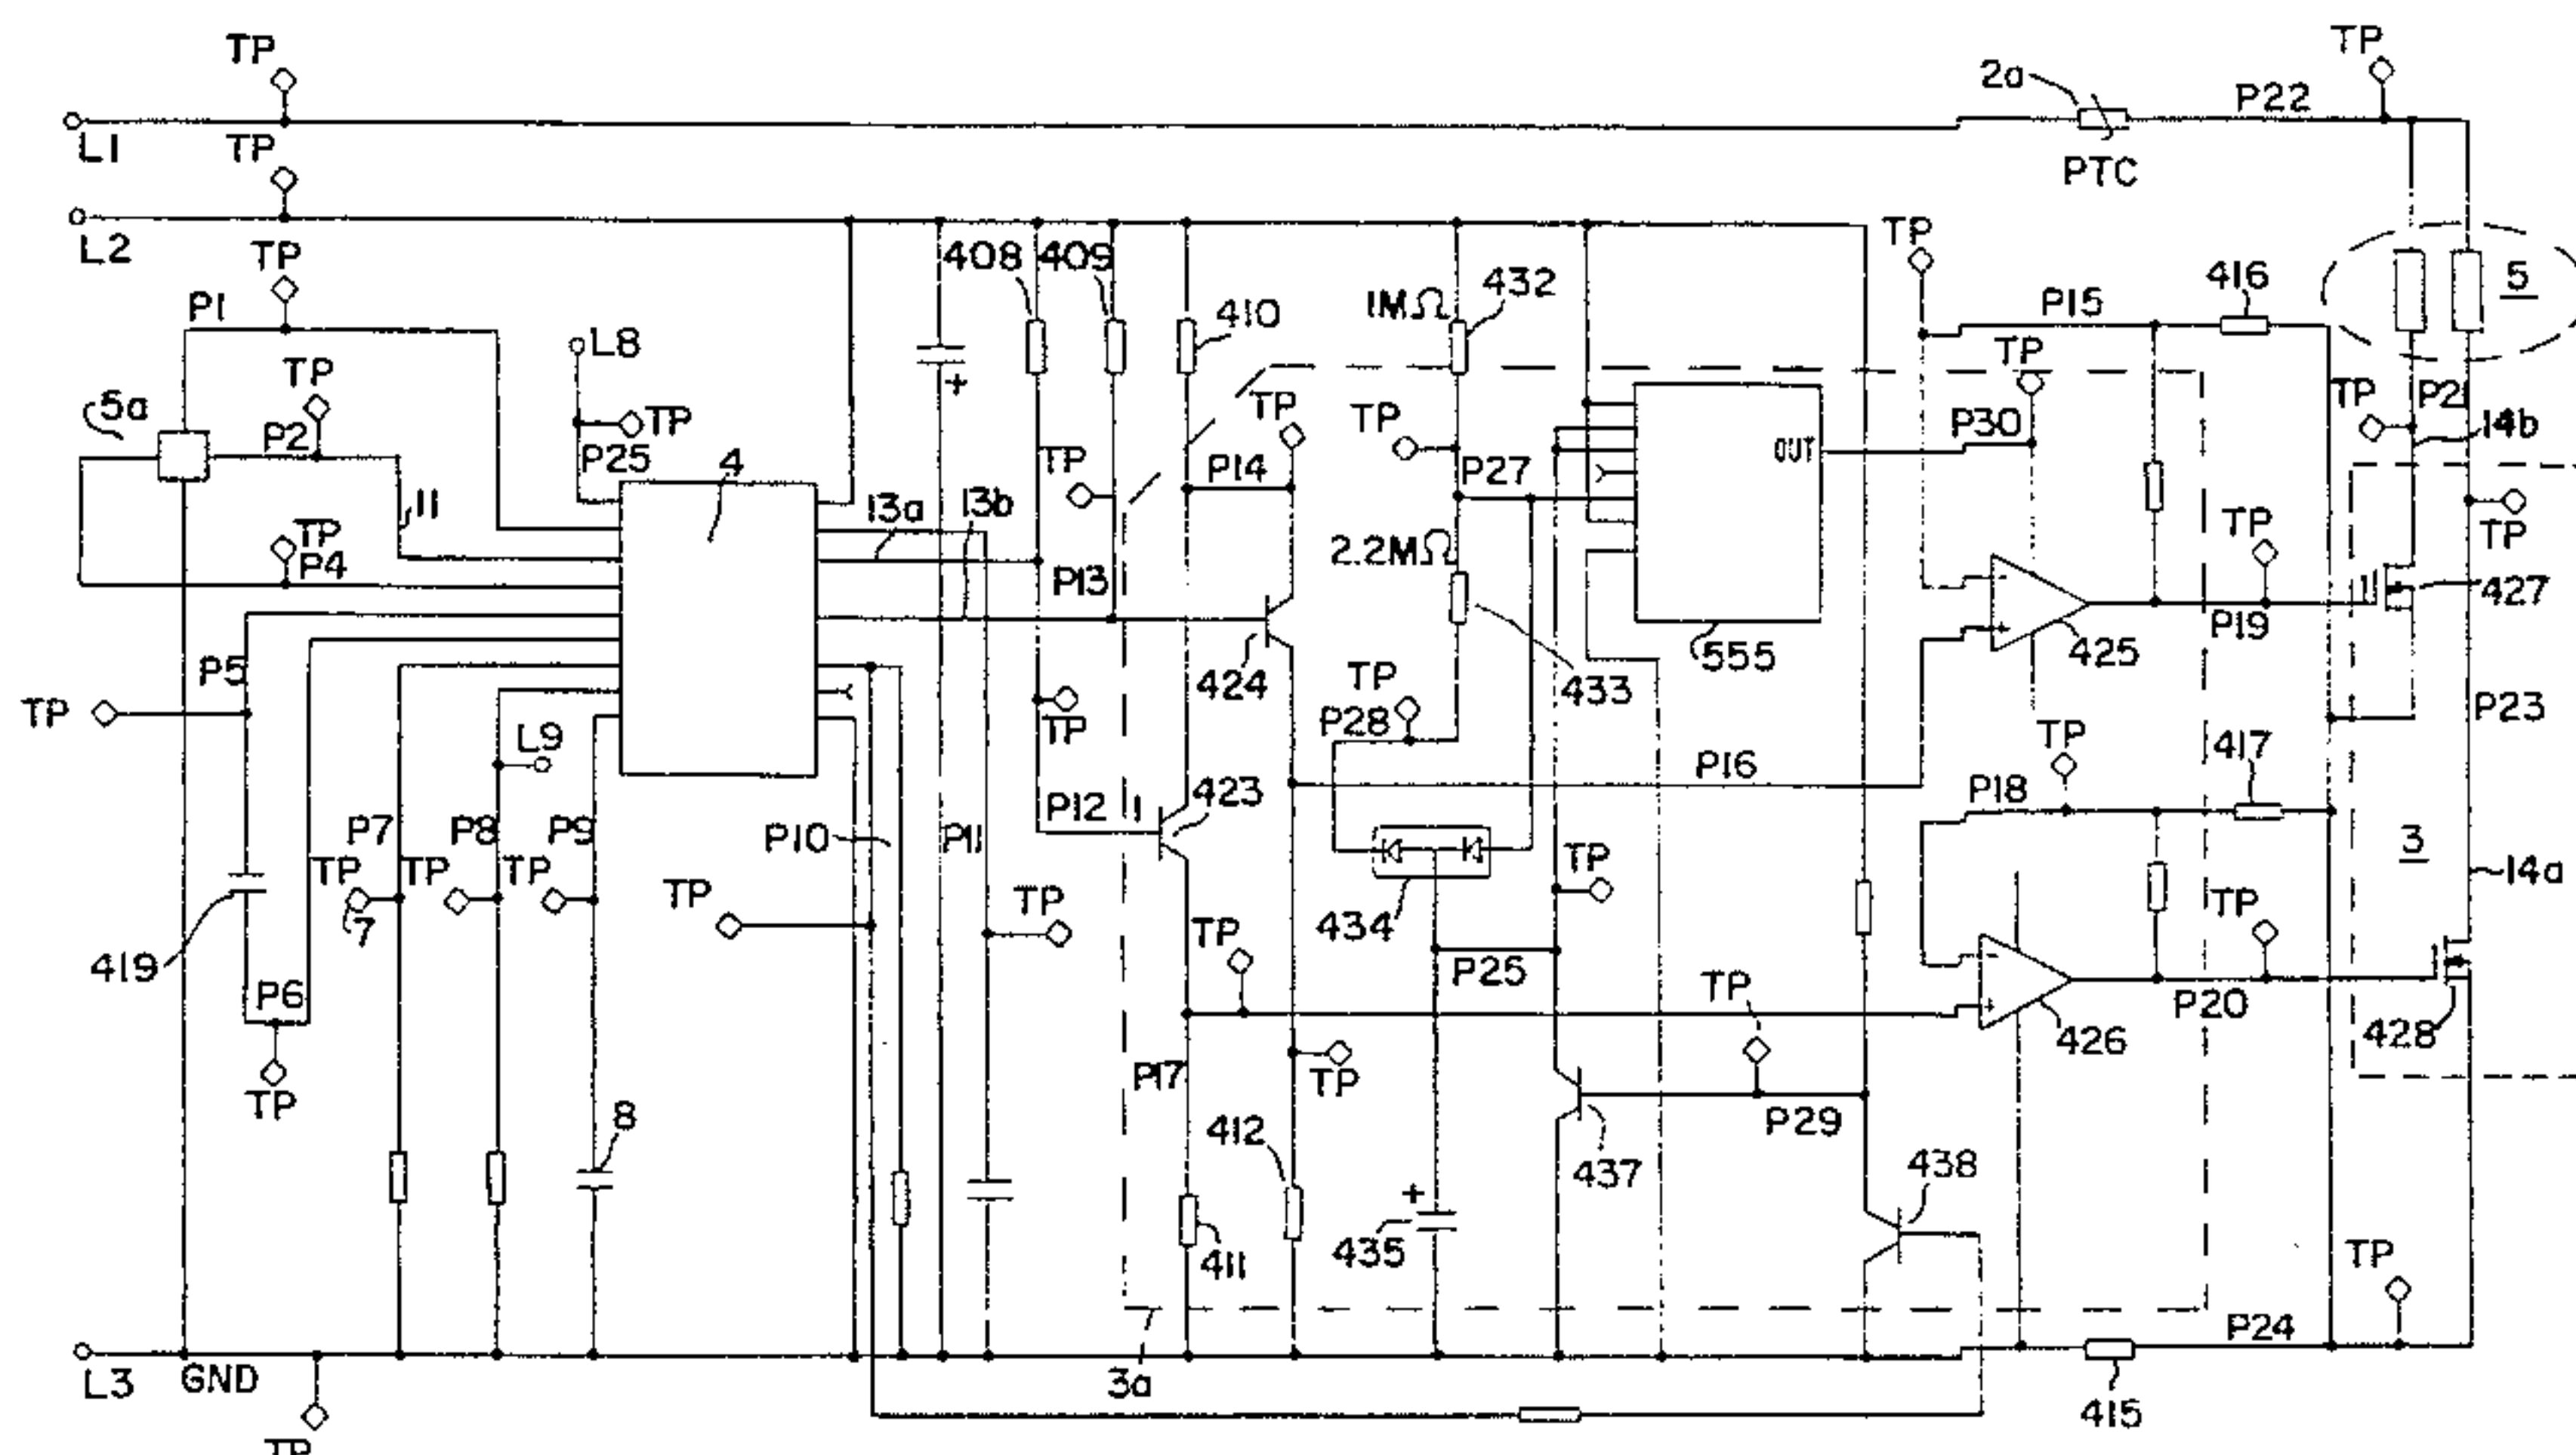 TP
TP
2a
P22
L1
TP
PTC
L2
TP
408
409
TP
P1
410
1MΩ
432
P15
416
5
L8
TP
5a
TP
P2
TP
P25
4
TP
TP
TP
P30
TP
P2
14b
OUT
P14
P27
11
13a
13b
TP
TP
TP
P4
P13
2.2MΩ
427
P5
424
555
425
P19
433
TP
TP
TP
P28
P23
L9
TP
417
P16
P18
P12
1
423
P7
P8
P9
P10
P11
3
TP
TP
TP
7
TP
TP
TP
14a
434
TP
TP
419
P25
TP
P20
P6
428
426
P17
TP
TP
P29
8
412
437
438
+
+
435
411
TP
P24
L3
GND
3a
415
TP
-
+
-
+